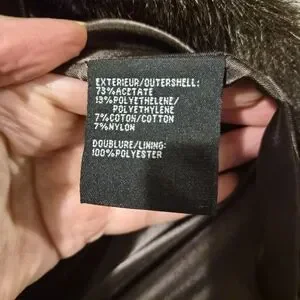 EXTERIEUR/OUTERSHELL:
73%ACETATE
13%POLYETHELENE/
POLYETHYLENE
7%COTON/COTTON
7%NYLON
DOUBLURE/LINING:
100%POLYESTER